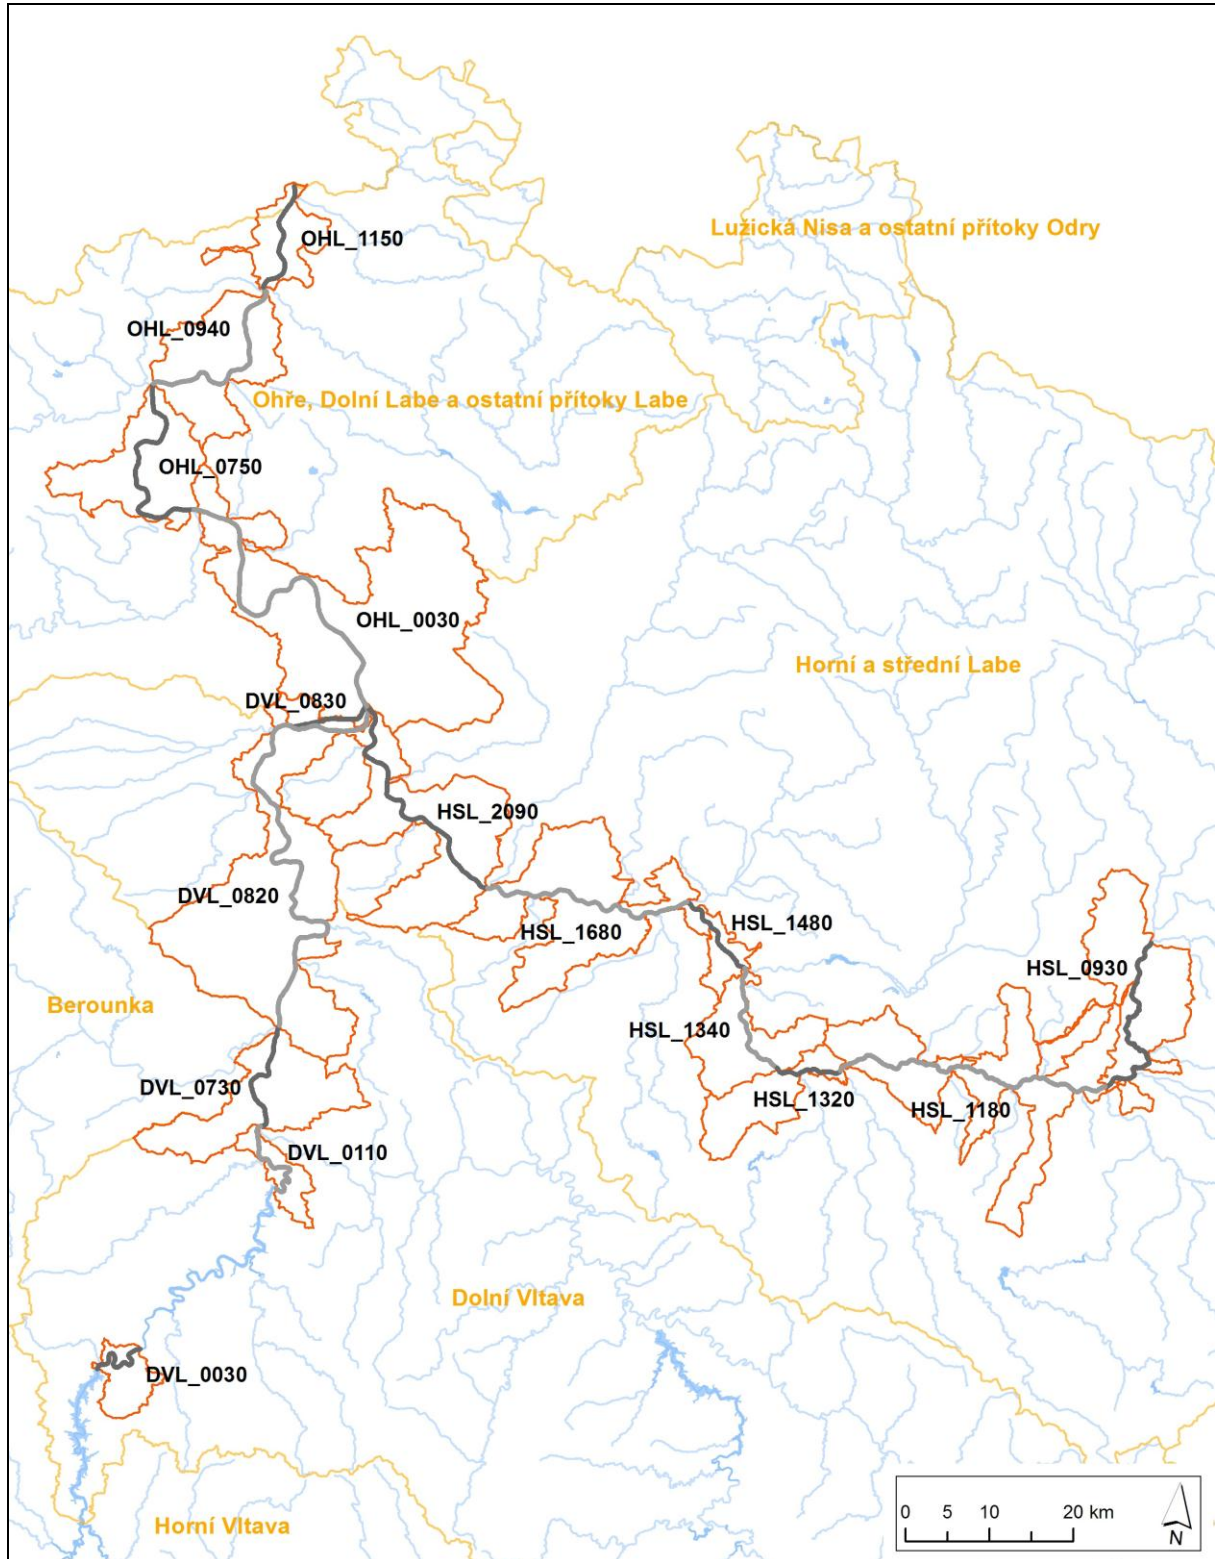 OHL_1150
Lužická Nisa a ostatní přítoky Odry
OHL_0940
Ohře, Dolní Labe a ostatní přítoky Labe
OHL_0750
OHL_0030
Horní a střední Labe
DVL_0830
HSL_2090
DVL_0820
HSL_1680
HSL_1480
HSL_0930
Berounka
HSL_1340
DVL_0730
HSL_1320
HSL_1180
DVL_0110
Dolní Vltava
DVL_0030
Horní Vltava
0 5 10 20 km
N